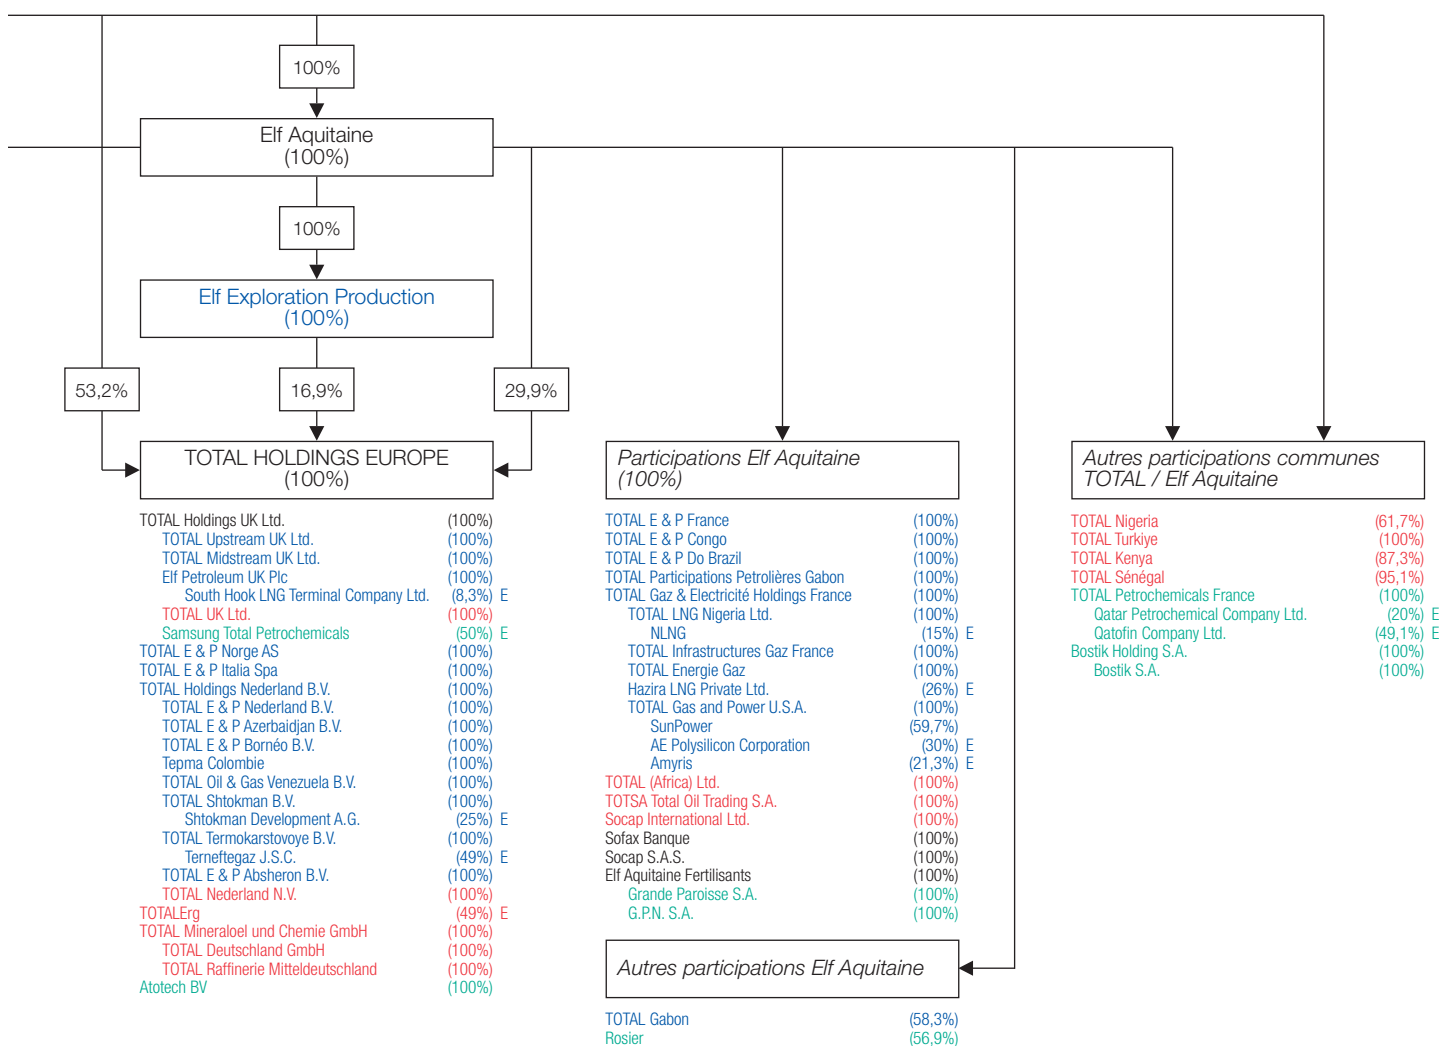 100%
Elf Aquitaine
(100%)
100%
Elf Exploration Production
(100%)
53,2%
16,9%
29,9%
TOTAL HOLDINGS EUROPE
(100%)
TOTAL Holdings UK Ltd. (100%)
TOTAL Upstream UK Ltd. (100%)
TOTAL Midstream UK Ltd. (100%)
Elf Petroleum UK Plc (100%)
South Hook LNG Terminal Company Ltd. (8,3%) E
TOTAL UK Ltd. (100%)
Samsung Total Petrochemicals (50%) E
TOTAL E & P Norge AS (100%)
TOTAL E & P Italia Spa (100%)
TOTAL Holdings Nederland B.V. (100%)
TOTAL E & P Nederland B.V. (100%)
TOTAL E & P Azerbaidjan B.V. (100%)
TOTAL E & P Bornéo B.V. (100%)
Tepma Colombie (100%)
TOTAL Oil & Gas Venezuela B.V. (100%)
TOTAL Shtokman B.V. (100%)
Shtokman Development A.G. (25%) E
TOTAL Termokarstovoye B.V. (100%)
Terneftegaz J.S.C. (49%) E
TOTAL E & P Absheron B.V. (100%)
TOTAL Nederland N.V. (100%)
TOTALErg (49%) E
TOTAL Mineraloel und Chemie GmbH (100%)
TOTAL Deutschland GmbH (100%)
TOTAL Raffinerie Mitteldeutschland (100%)
Atotech BV (100%)
Participations Elf Aquitaine
(100%)
TOTAL E & P France (100%)
TOTAL E & P Congo (100%)
TOTAL E & P Do Brazil (100%)
TOTAL Participations Petrolières Gabon (100%)
TOTAL Gaz & Electricité Holdings France (100%)
TOTAL LNG Nigeria Ltd. (100%)
NLNG (15%) E
TOTAL Infrastructures Gaz France (100%)
TOTAL Energie Gaz (100%)
Hazira LNG Private Ltd. (26%) E
TOTAL Gas and Power U.S.A. (100%)
SunPower (59,7%)
AE Polysilicon Corporation (30%) E
Amyris (21,3%) E
TOTAL (Africa) Ltd. (100%)
TOTSA Total Oil Trading S.A. (100%)
Socap International Ltd. (100%)
Sofax Banque (100%)
Socap S.A.S. (100%)
Elf Aquitaine Fertilisants (100%)
Grande Paroisse S.A. (100%)
G.P.N. S.A. (100%)
Autres participations Elf Aquitaine
TOTAL Gabon (58,3%)
Rosier (56,9%)
Autres participations communes
TOTAL / Elf Aquitaine
TOTAL Nigeria (61,7%)
TOTAL Turkiye (100%)
TOTAL Kenya (87,3%)
TOTAL Sénégal (95,1%)
TOTAL Petrochemicals France (100%)
Qatar Petrochemical Company Ltd. (20%) E
Qatofin Company Ltd. (49,1%) E
Bostik Holding S.A. (100%)
Bostik S.A. (100%)